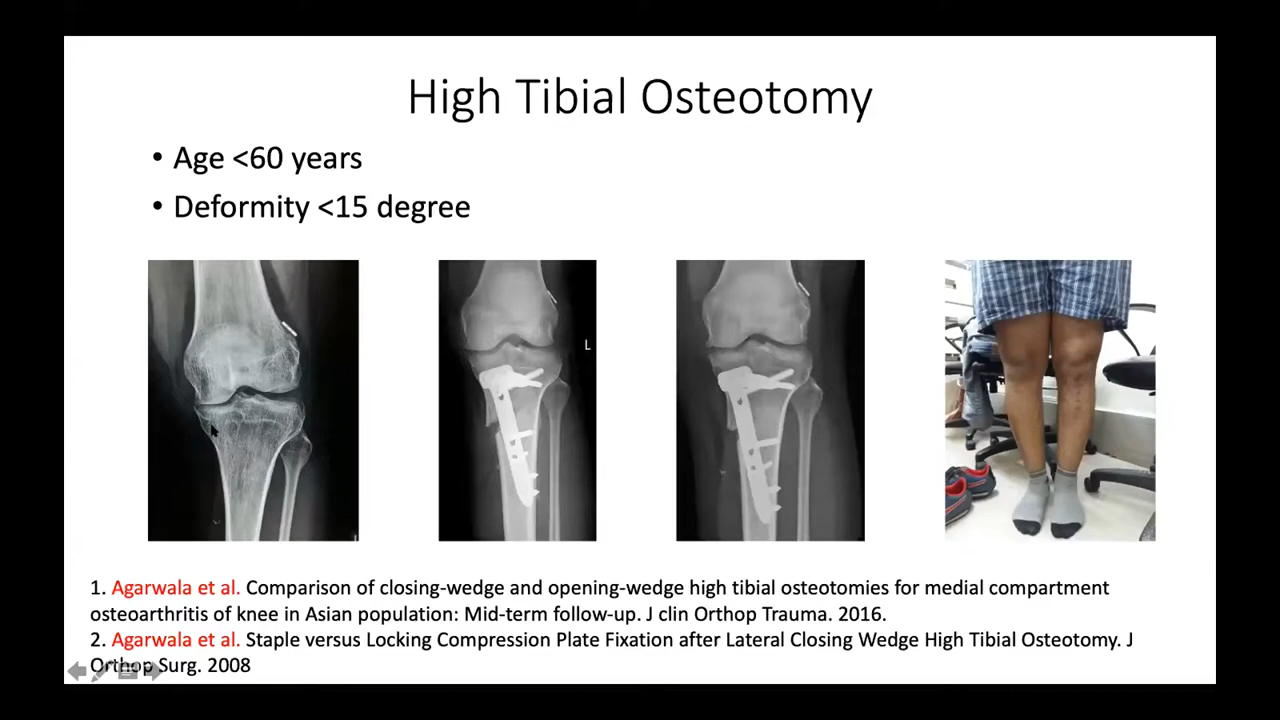 High Tibial Osteotomy
• Age <60 years
• Deformity <15 degree
L
1. Agarwala et al. Comparison of closing-wedge and opening-wedge high tibial osteotomies for medial compartment
osteoarthritis of knee in Asian population: Mid-term follow-up. J clin Orthop Trauma. 2016.
2. Agarwala et al. Staple versus Locking Compression Plate Fixation after Lateral Closing Wedge High Tibial Osteotomy. J
Orthop Surg. 2008